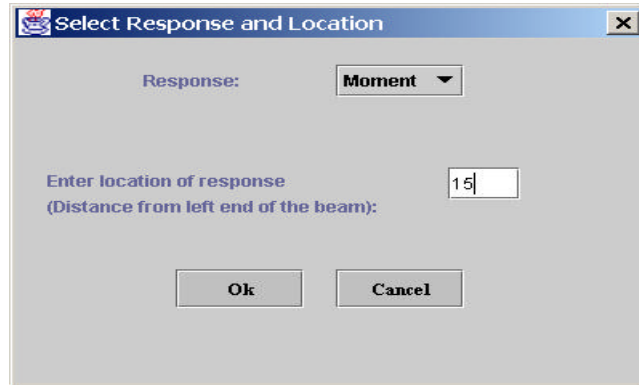 Select Response and Location
Response: Moment
Enter location of response 15
(Distance from left end of the beam):
Ok Cancel